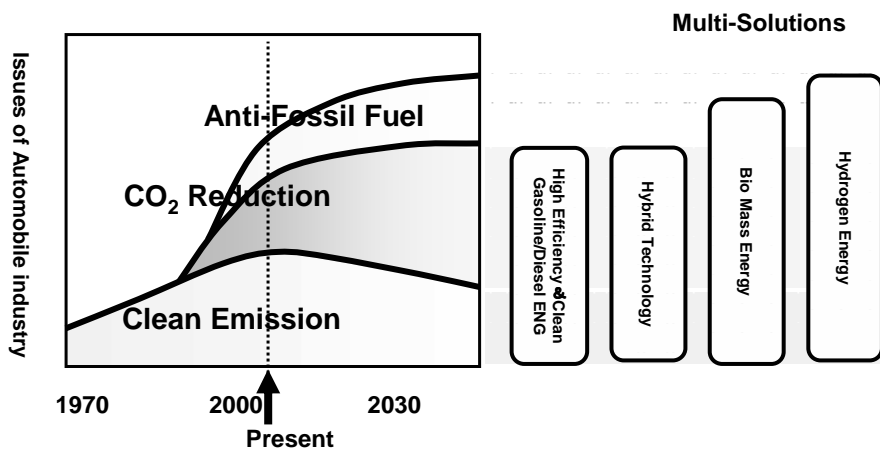 Multi-Solutions
Issues of Automobile industry
Anti-Fossil Fuel
CO₂ Reduction
Clean Emission
1970
2000
2030
Present
High Efficiency & Clean
Gasoline/Diesel ENG
Hybrid Technology
Bio Mass Energy
Hydrogen Energy